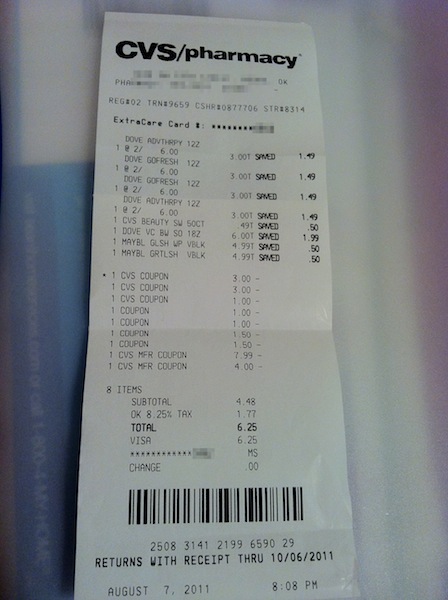 CVS/pharmacy
OK
REG#02 TRN#9659 CSHR#0877706 STR#8314
ExtraCare Card #: ********
DOVE ADVTHRPY 12Z
1 @ 2/ 6.00 3.00T SAVED 1.49
DOVE GOFRESH 12Z
1 @ 2/ 6.00 3.00T SAVED 1.49
DOVE GOFRESH 12Z
1 @ 2/ 6.00 3.00T SAVED 1.49
DOVE ADVTHRPY 12Z
1 @ 2/ 6.00 3.00T SAVED 1.49
1 CVS BEAUTY SW 50CT .49T SAVED .50
1 DOVE VC BW SO 18Z 6.00T SAVED 1.99
1 MAYBL GLSH WP VBLK 4.99T SAVED .50
1 MAYBL GRTLSH VBLK 4.99T SAVED .50
* 1 CVS COUPON 3.00 -
1 CVS COUPON 3.00 -
1 CVS COUPON 1.00 -
1 COUPON 1.00 -
1 COUPON 1.00 -
1 COUPON 1.50 -
1 COUPON 1.50 -
1 CVS MFR COUPON 7.99 -
1 CVS MFR COUPON 4.00 -
8 ITEMS
SUBTOTAL 4.48
OK 8.25% TAX 1.77
TOTAL 6.25
VISA 6.25
************ MS
CHANGE .00
2508 3141 2199 6590 29
RETURNS WITH RECEIPT THRU 10/06/2011
AUGUST 7, 2011 8:08 PM